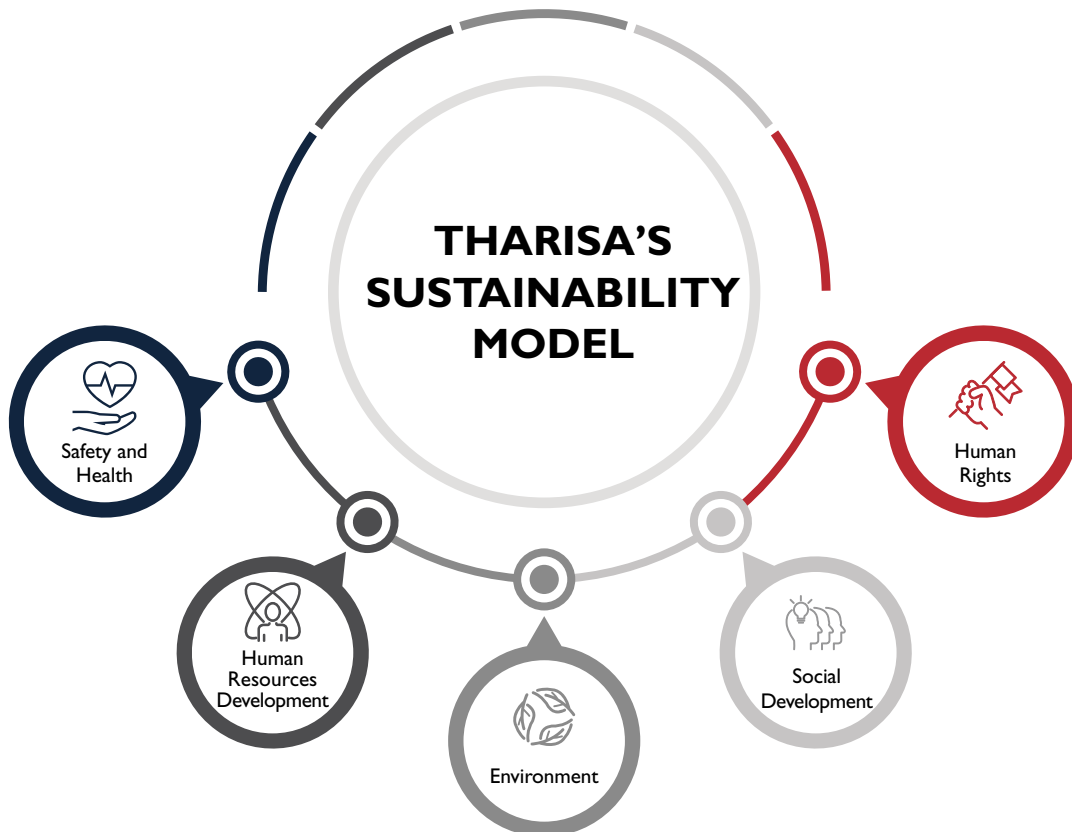 THARISA’S
SUSTAINABILITY
MODEL
Safety and
Health
Human
Resources
Development
Environment
Social
Development
Human
Rights